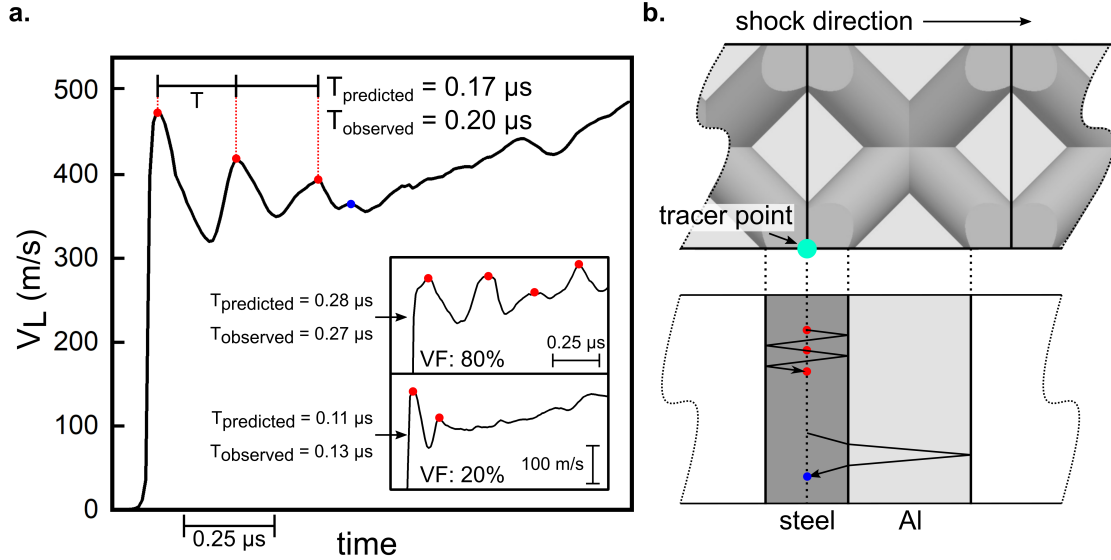 a.
500
400
300
200
100
0
V_L (m/s)
T
T_predicted = 0.17 µs
T_observed = 0.20 µs
T_predicted = 0.28 µs
T_observed = 0.27 µs
VF: 80%
0.25 µs
T_predicted = 0.11 µs
T_observed = 0.13 µs
VF: 20%
100 m/s
0.25 µs
time
b.
shock direction
tracer point
steel
Al